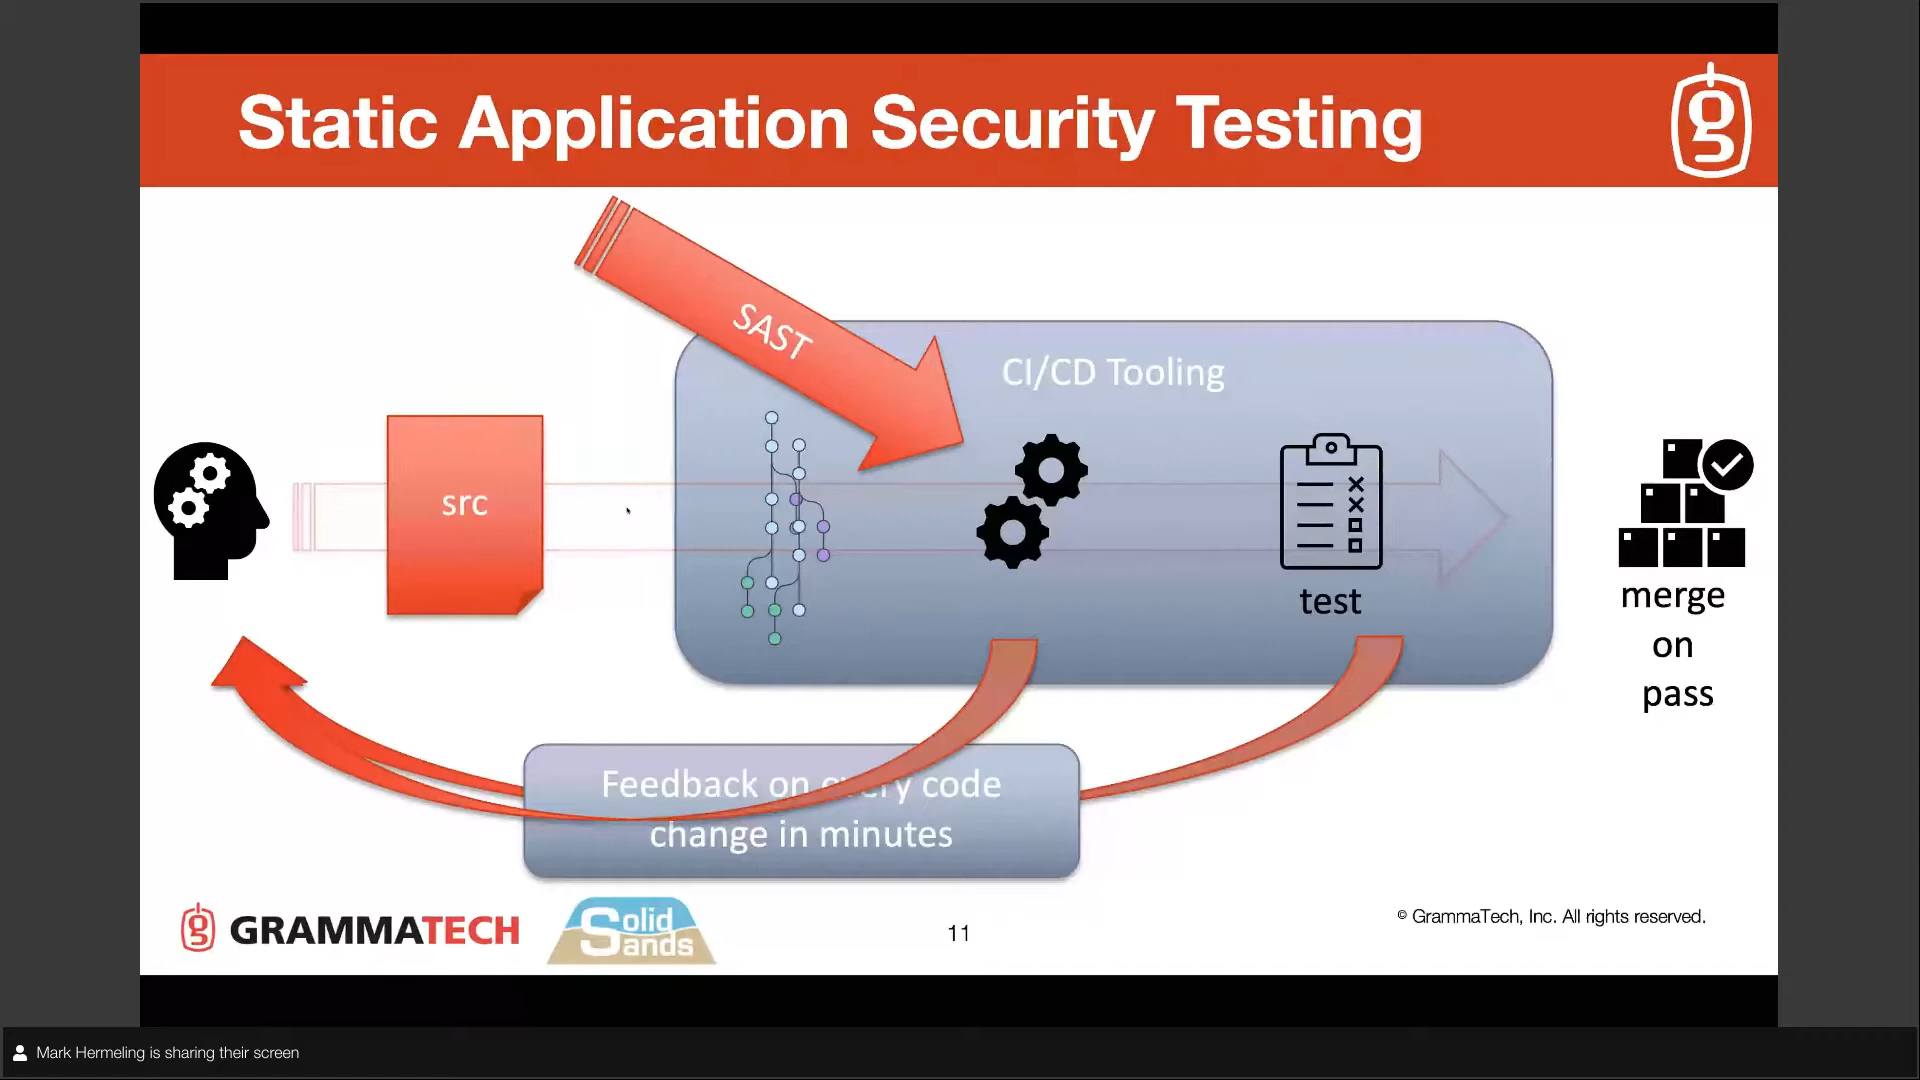 Static Application Security Testing
SAST
CI/CD Tooling
src
test
merge
on
pass
Feedback on every code
change in minutes
GRAMMATECH
Solid
Sands
11
© GrammaTech, Inc. All rights reserved.
Mark Hermeling is sharing their screen